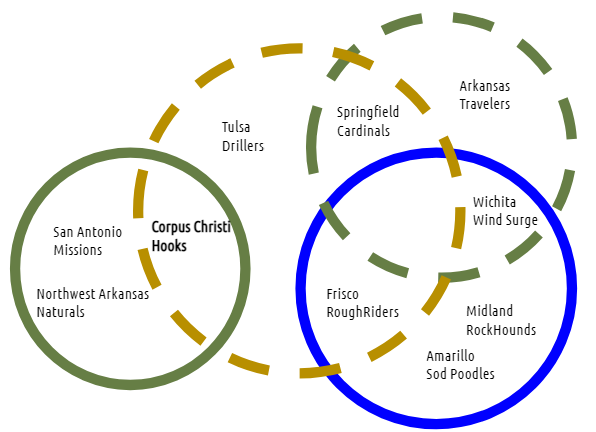 Arkansas
Travelers
Springfield
Cardinals
Tulsa
Drillers
Wichita
Wind Surge
Corpus Christi
Hooks
San Antonio
Missions
Northwest Arkansas
Naturals
Frisco
RoughRiders
Midland
RockHounds
Amarillo
Sod Poodles